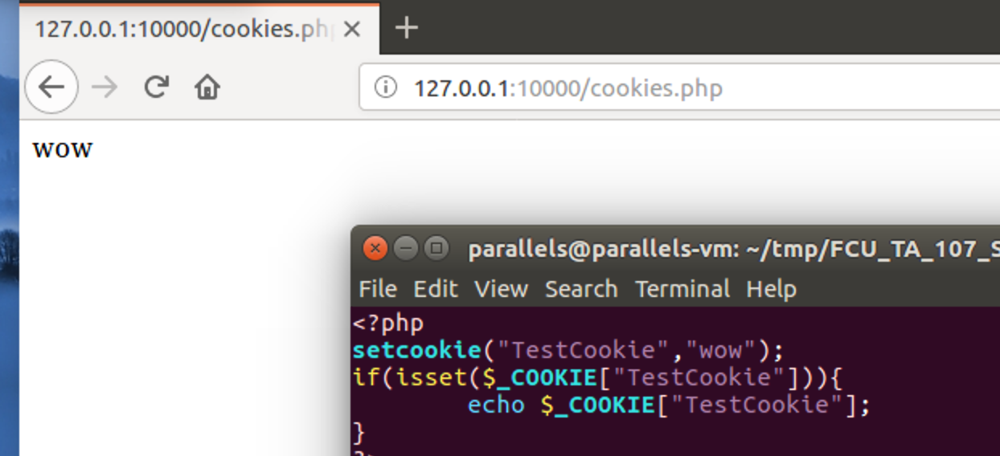 127.0.0.1:10000/cookies.ph
127.0.0.1:10000/cookies.php
wow
parallels@parallels-vm: ~/tmp/FCU_TA_107_S
File Edit View Search Terminal Help
<?php
setcookie("TestCookie","wow");
if(isset($_COOKIE["TestCookie"])){
        echo $_COOKIE["TestCookie"];
}